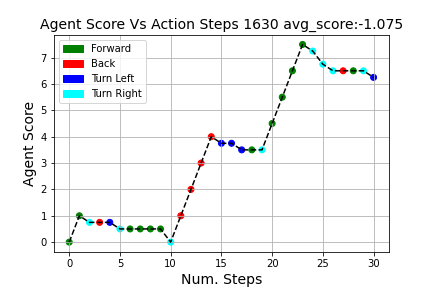 Agent Score Vs Action Steps 1630 avg_score:-1.075
Forward
Back
Turn Left
Turn Right
Agent Score
7
6
5
4
3
2
1
0
0 5 10 15 20 25 30
Num. Steps